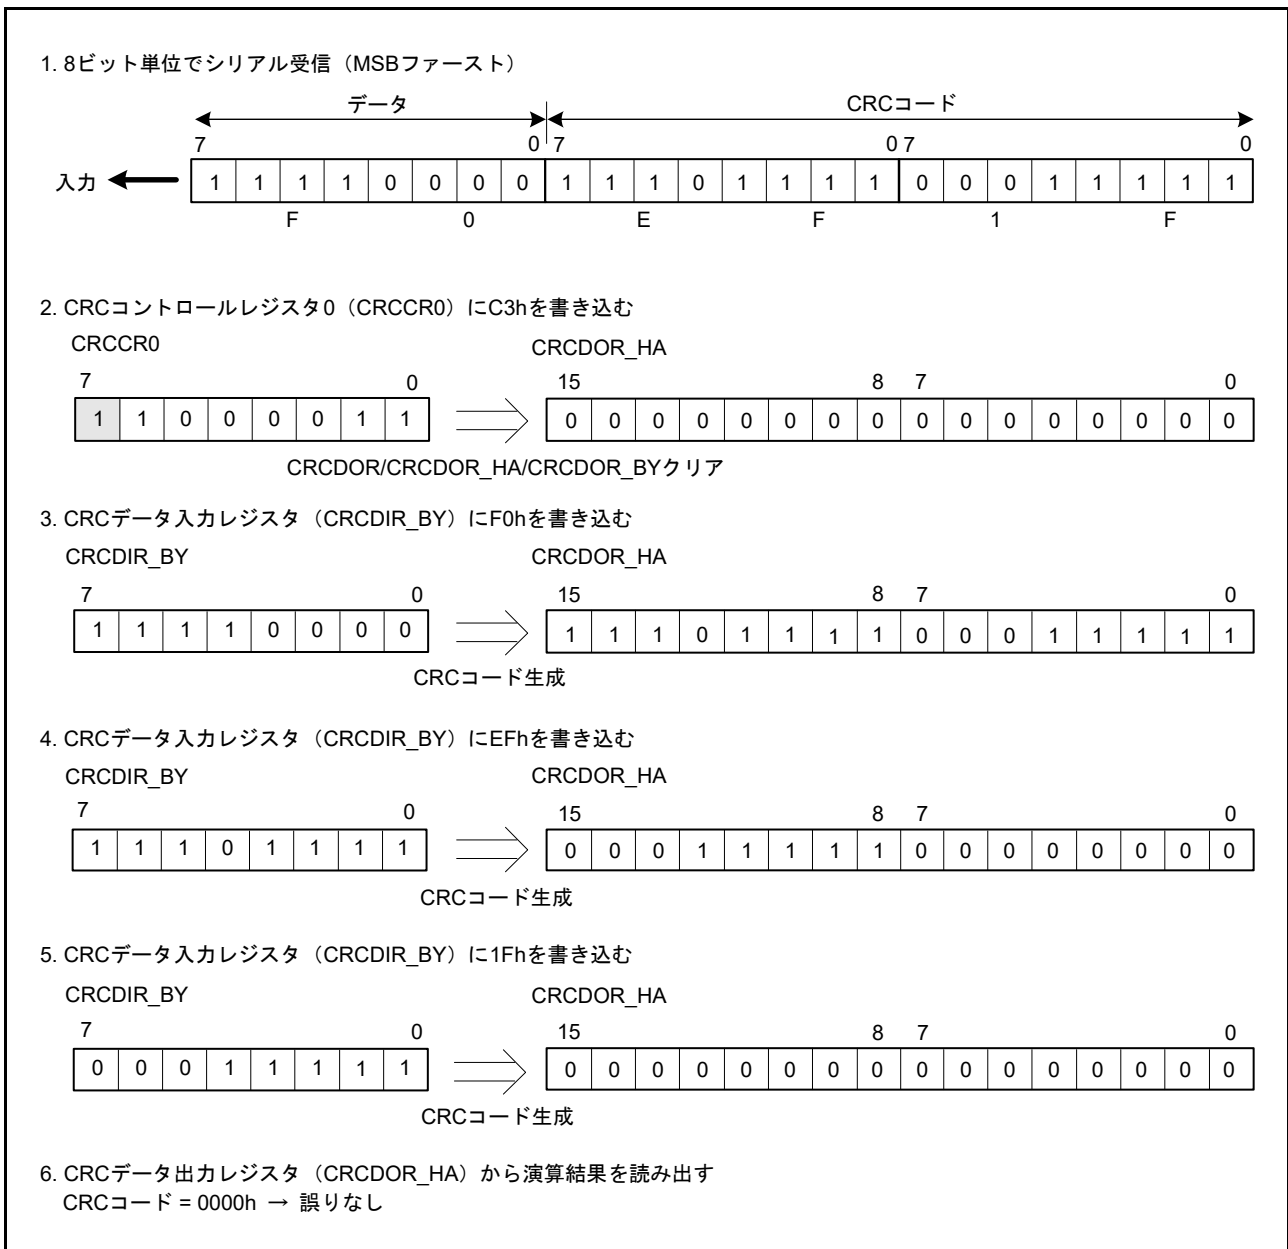 1. 8ビット単位でシリアル受信（MSBファースト）
データ CRCコード
7 0 7 0 7 0
入力 1 1 1 1 0 0 0 0 1 1 1 0 1 1 1 1 0 0 0 1 1 1 1 1
F 0 E F 1 F
2. CRCコントロールレジスタ0（CRCCR0）にC3hを書き込む
CRCCR0 CRCDOR_HA
7 0 15 8 7 0
1 1 0 0 0 0 1 1 0 0 0 0 0 0 0 0 0 0 0 0 0 0 0 0
CRCDOR/CRCDOR_HA/CRCDOR_BYクリア
3. CRCデータ入力レジスタ（CRCDIR_BY）にF0hを書き込む
CRCDIR_BY CRCDOR_HA
7 0 15 8 7 0
1 1 1 1 0 0 0 0 1 1 1 0 1 1 1 1 0 0 0 1 1 1 1 1
CRCコード生成
4. CRCデータ入力レジスタ（CRCDIR_BY）にEFhを書き込む
CRCDIR_BY CRCDOR_HA
7 0 15 8 7 0
1 1 1 0 1 1 1 1 0 0 0 1 1 1 1 1 0 0 0 0 0 0 0 0
CRCコード生成
5. CRCデータ入力レジスタ（CRCDIR_BY）に1Fhを書き込む
CRCDIR_BY CRCDOR_HA
7 0 15 8 7 0
0 0 0 1 1 1 1 1 0 0 0 0 0 0 0 0 0 0 0 0 0 0 0 0
CRCコード生成
6. CRCデータ出力レジスタ（CRCDOR_HA）から演算結果を読み出す
CRCコード = 0000h → 誤りなし